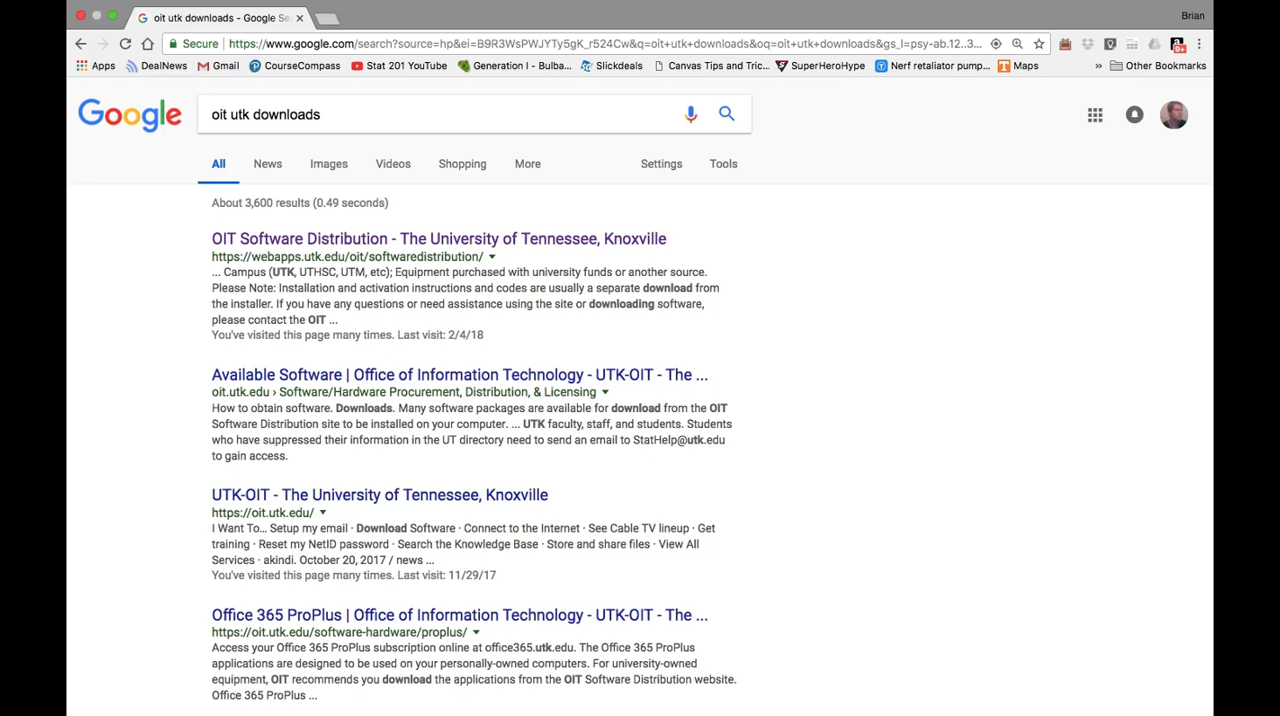 oit utk downloads - Google Se
Brian
Secure https://www.google.com/search?source=hp&ei=B9R3WsPWJYTy5gK_r524Cw&q=oit+utk+downloads&oq=oit+utk+downloads&gs_l=psy-ab.12..3...
Apps DealNews Gmail CourseCompass Stat 201 YouTube Generation I - Bulba... Slickdeals Canvas Tips and Tric... SuperHeroHype Nerf retaliator pump... Maps » Other Bookmarks
Google oit utk downloads
All News Images Videos Shopping More Settings Tools
About 3,600 results (0.49 seconds)
OIT Software Distribution - The University of Tennessee, Knoxville
https://webapps.utk.edu/oit/softwaredistribution/
... Campus (UTK, UTHSC, UTM, etc); Equipment purchased with university funds or another source.
Please Note: Installation and activation instructions and codes are usually a separate download from
the installer. If you have any questions or need assistance using the site or downloading software,
please contact the OIT ...
You've visited this page many times. Last visit: 2/4/18
Available Software | Office of Information Technology - UTK-OIT - The ...
oit.utk.edu › Software/Hardware Procurement, Distribution, & Licensing
How to obtain software. Downloads. Many software packages are available for download from the OIT
Software Distribution site to be installed on your computer. ... UTK faculty, staff, and students. Students
who have suppressed their information in the UT directory need to send an email to StatHelp@utk.edu
to gain access.
UTK-OIT - The University of Tennessee, Knoxville
https://oit.utk.edu/
I Want To... Setup my email · Download Software · Connect to the Internet · See Cable TV lineup · Get
training · Reset my NetID password · Search the Knowledge Base · Store and share files · View All
Services · akindi. October 20, 2017 / news ...
You've visited this page many times. Last visit: 11/29/17
Office 365 ProPlus | Office of Information Technology - UTK-OIT - The ...
https://oit.utk.edu/software-hardware/proplus/
Access your Office 365 ProPlus subscription online at office365.utk.edu. The Office 365 ProPlus
applications are designed to be used on your personally-owned computers. For university-owned
equipment, OIT recommends you download the applications from the OIT Software Distribution website.
Office 365 ProPlus ...